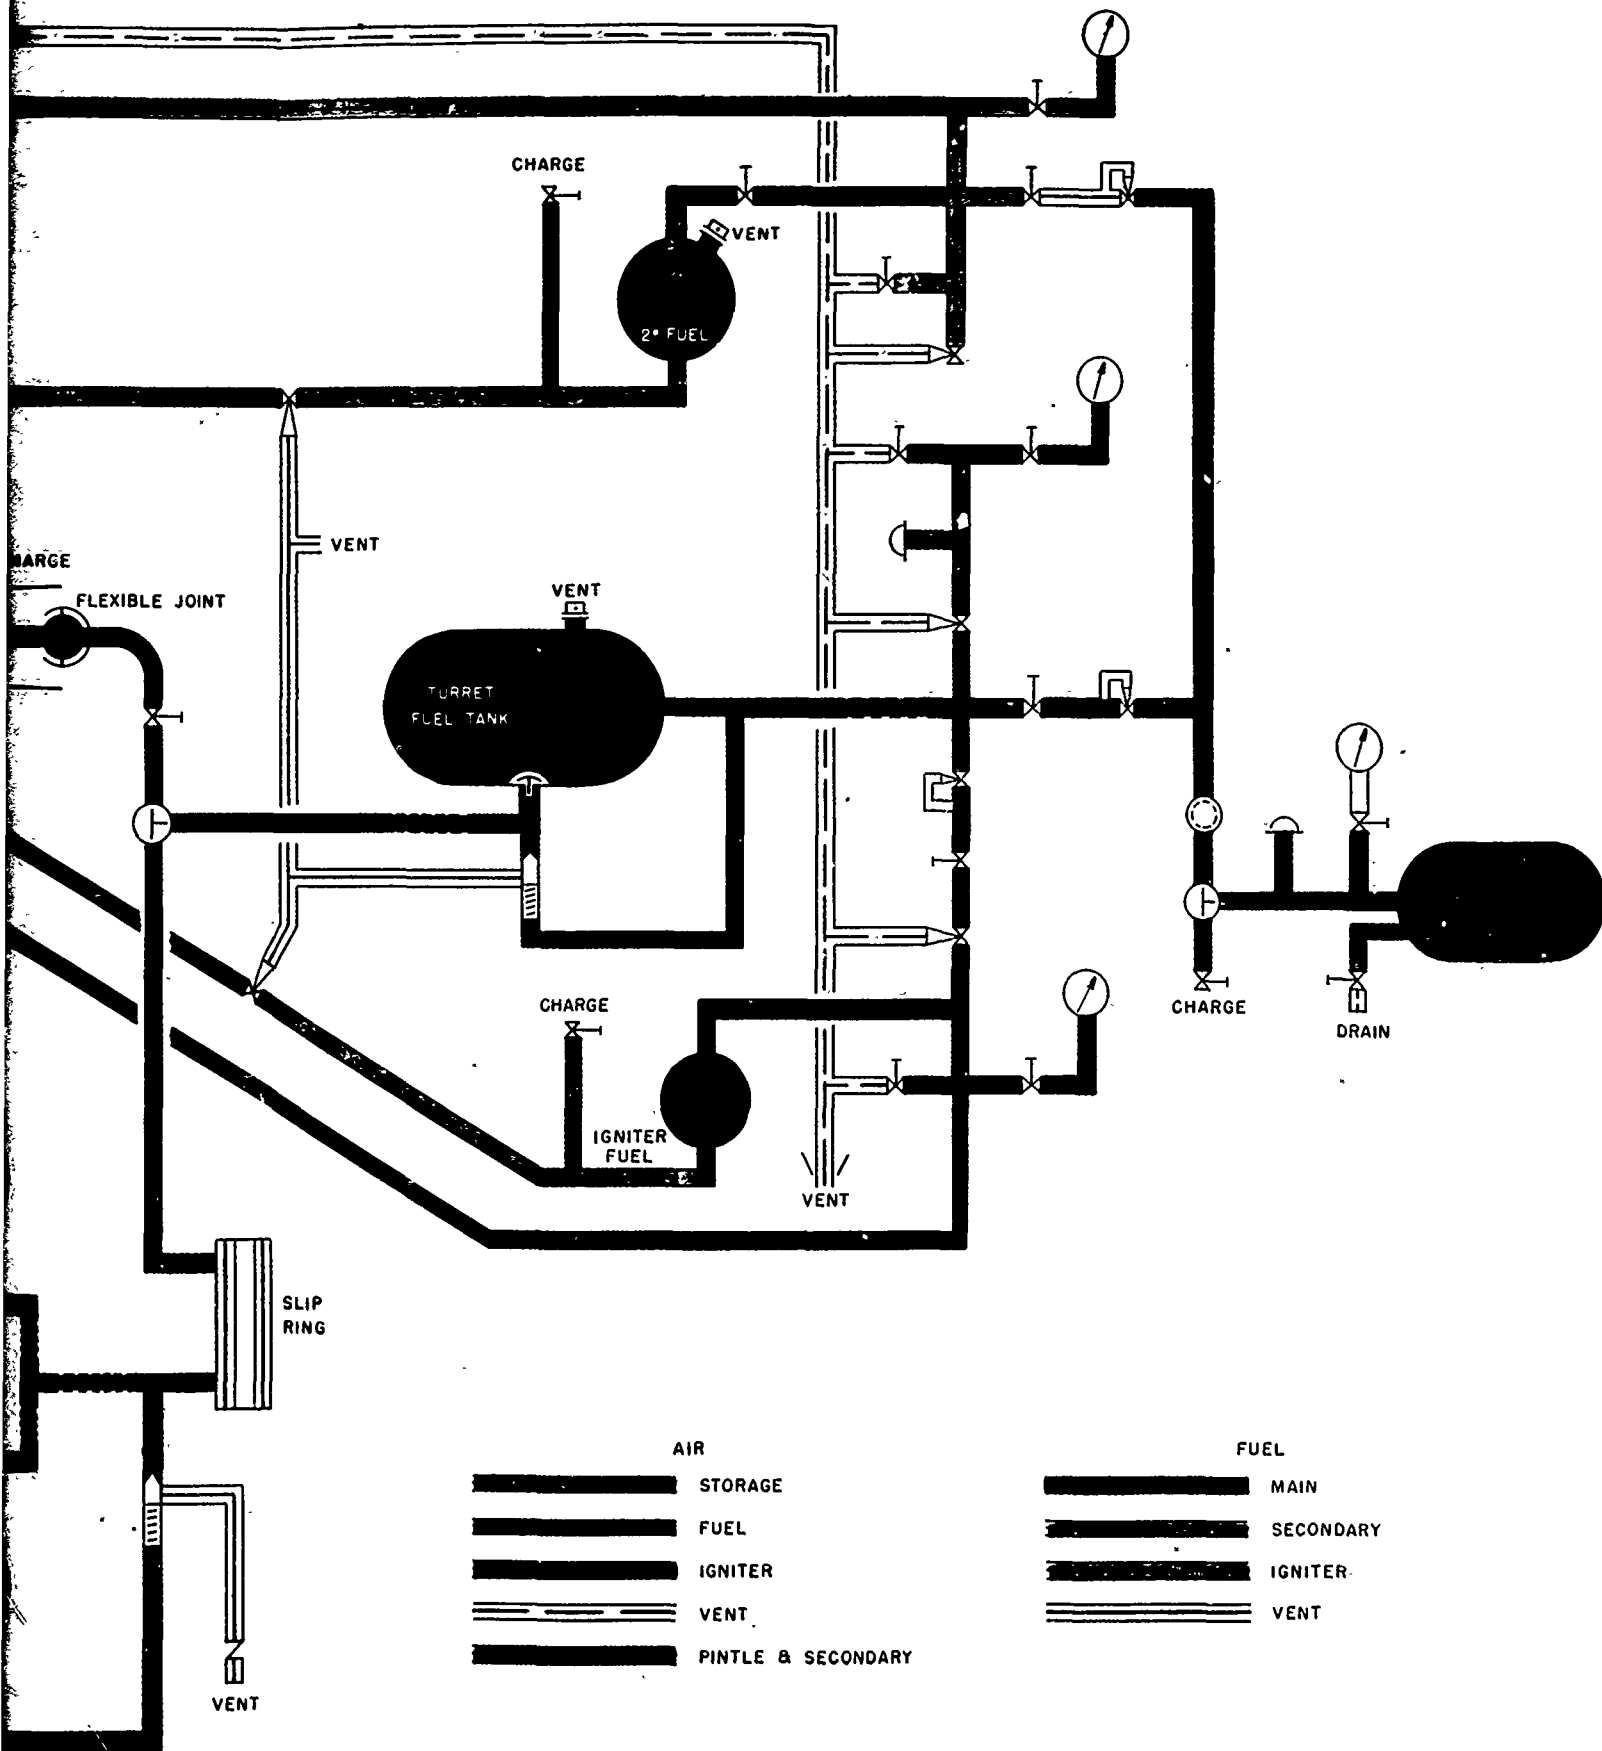 CHARGE
VENT
2° FUEL
VENT
FLEXIBLE JOINT
VENT
TURRET
FUEL TANK
CHARGE
CHARGE
DRAIN
IGNITER
FUEL
VENT
SLIP
RING
AIR
STORAGE
FUEL
IGNITER
VENT
PINTLE & SECONDARY
FUEL
MAIN
SECONDARY
IGNITER
VENT
VENT